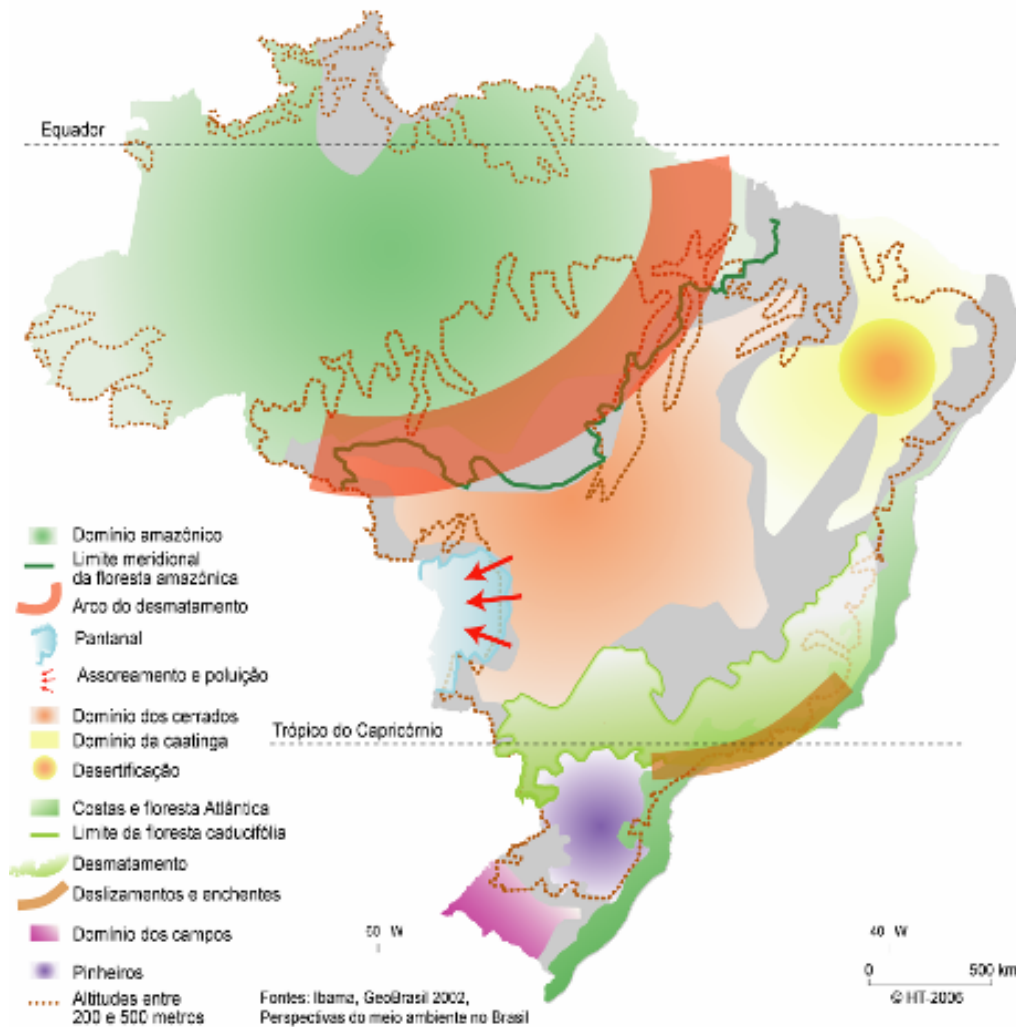 Equador
Domínio amazônico
Limite meridional
da floresta amazônica
Arco do desmatamento
Pantanal
Assoreamento e poluição
Domínio dos cerrados
Trópico do Capricórnio
Domínio da caatinga
Desertificação
Costas e floresta Atlântica
Limite da floresta caducifólia
Desmatamento
Deslizamentos e enchentes
Domínio dos campos
60 W
40 W
Pinheiros
0 500 km
Altitudes entre
200 e 500 metros
Fontes: Ibama, GeoBrasil 2002,
Perspectivas do meio ambiente no Brasil
© HT-2006